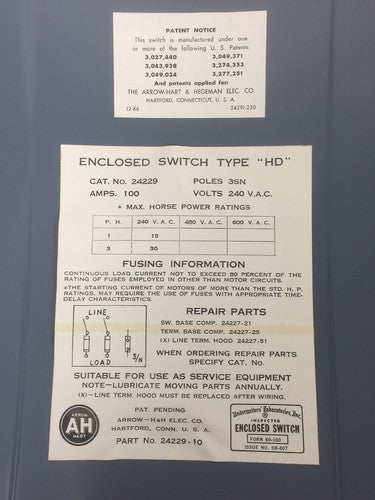 PATENT NOTICE
This switch is manufactured under one
or more of the following U. S. Patents
3,027,440 3,049,371
3,043,938 3,274,353
3,049,024 3,277,251
And patents applied for:
THE ARROW-HART & HEGEMAN ELEC. CO.
HARTFORD, CONNECTICUT, U. S. A.
12-66 24291-230
ENCLOSED SWITCH TYPE "HD"
CAT. No. 24229 POLES 3SN
AMPS. 100 VOLTS 240 V.A.C.
* MAX. HORSE POWER RATINGS
P. H. 240 V. A. C. 480 V. A. C. 600 V. A. C.
1 15
3 30
FUSING INFORMATION
CONTINUOUS LOAD CURRENT NOT TO EXCEED 80 PERCENT OF THE
RATING OF FUSES EMPLOYED IN OTHER THAN MOTOR CIRCUITS.
*THE STARTING CURRENT OF MOTORS OF MORE THAN THE STD. H. P.
RATINGS, MAY REQUIRE THE USE OF FUSES WITH APPROPRIATE TIME-
DELAY CHARACTERISTICS.
LINE
LOAD
S/N
REPAIR PARTS
SW. BASE COMP. 24227-21
TERM. BASE COMP. 24227-25
(X) LINE TERM. HOOD 24227-51
WHEN ORDERING REPAIR PARTS
SPECIFY CAT. No.
SUITABLE FOR USE AS SERVICE EQUIPMENT
NOTE-LUBRICATE MOVING PARTS ANNUALLY.
(X)-LINE TERM. HOOD MUST BE REPLACED AFTER WIRING.
ARROW
AH
HART
PAT. PENDING
ARROW-H&H ELEC. CO.
HARTFORD, CONN. U. S. A.
PART No. 24229-10
Underwriters' Laboratories, Inc.
INSPECTED
ENCLOSED SWITCH